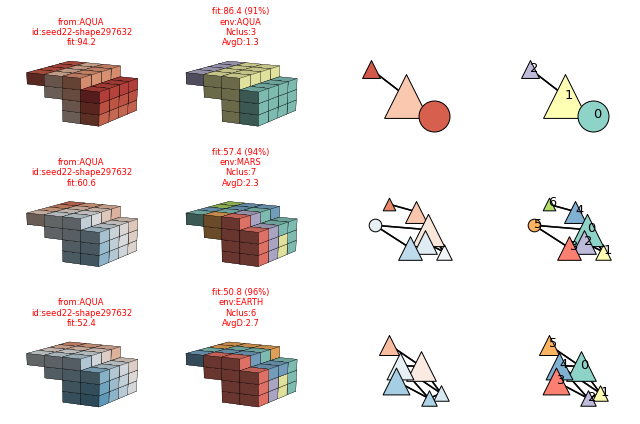 from:AQUA
id:seed22-shape297632
fit:94.2
fit:86.4 (91%)
env:AQUA
Nclus:3
AvgD:1.3
2
1
0
from:AQUA
id:seed22-shape297632
fit:60.6
fit:57.4 (94%)
env:MARS
Nclus:7
AvgD:2.3
6
4
5
0
2
3
1
from:AQUA
id:seed22-shape297632
fit:52.4
fit:50.8 (96%)
env:EARTH
Nclus:6
AvgD:2.7
5
4
0
3
1
2